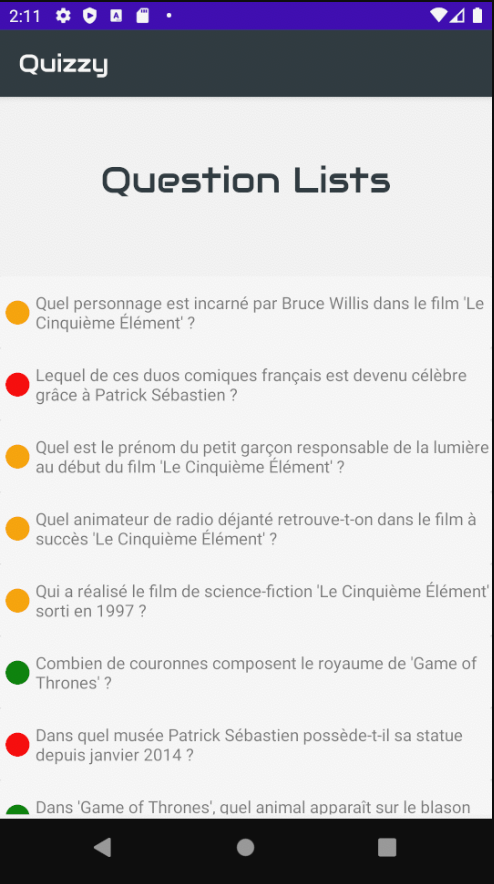 2:11
Quizzy
Question Lists
Quel personnage est incarné par Bruce Willis dans le film 'Le
Cinquième Élément' ?
Lequel de ces duos comiques français est devenu célèbre
grâce à Patrick Sébastien ?
Quel est le prénom du petit garçon responsable de la lumière
au début du film 'Le Cinquième Élément' ?
Quel animateur de radio déjanté retrouve-t-on dans le film à
succès 'Le Cinquième Élément' ?
Qui a réalisé le film de science-fiction 'Le Cinquième Élément'
sorti en 1997 ?
Combien de couronnes composent le royaume de 'Game of
Thrones' ?
Dans quel musée Patrick Sébastien possède-t-il sa statue
depuis janvier 2014 ?
Dans 'Game of Thrones', quel animal apparaît sur le blason